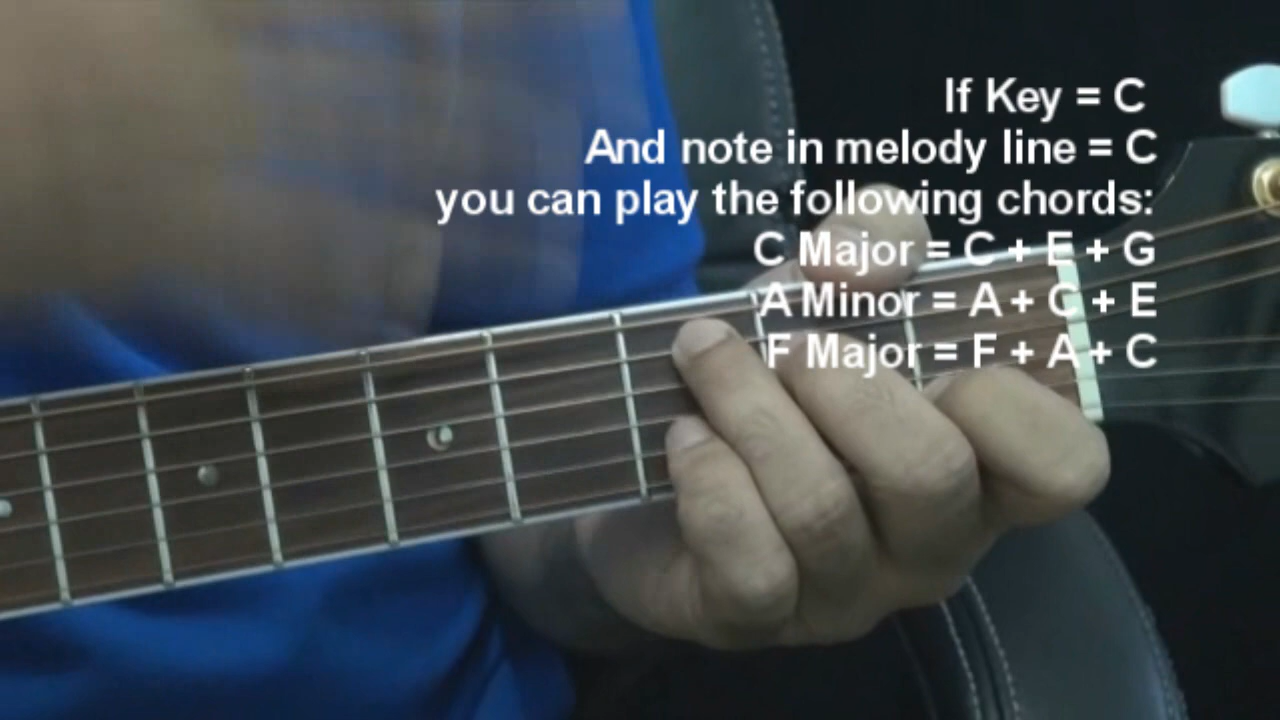 If Key = C
And note in melody line = C
you can play the following chords:
C Major = C + E + G
A Minor = A + C + E
F Major = F + A + C